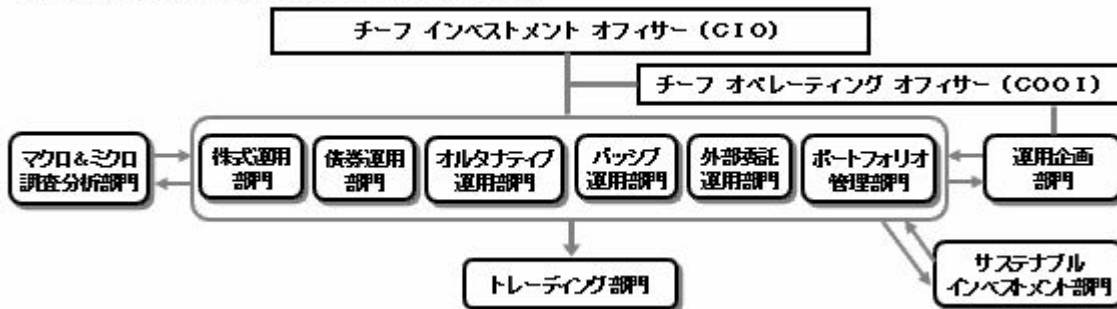 チーフ インベストメント オフィサー (CIO)
チーフ オペレーティング オフィサー (COOI)
マクロ&ミクロ
調査分析部門
株式運用
部門
債券運用
部門
オルタナティブ
運用部門
パッシブ
運用部門
外部委託
運用部門
ポートフォリオ
管理部門
運用企画
部門
トレーディング部門
サステナブル
インベストメント部門